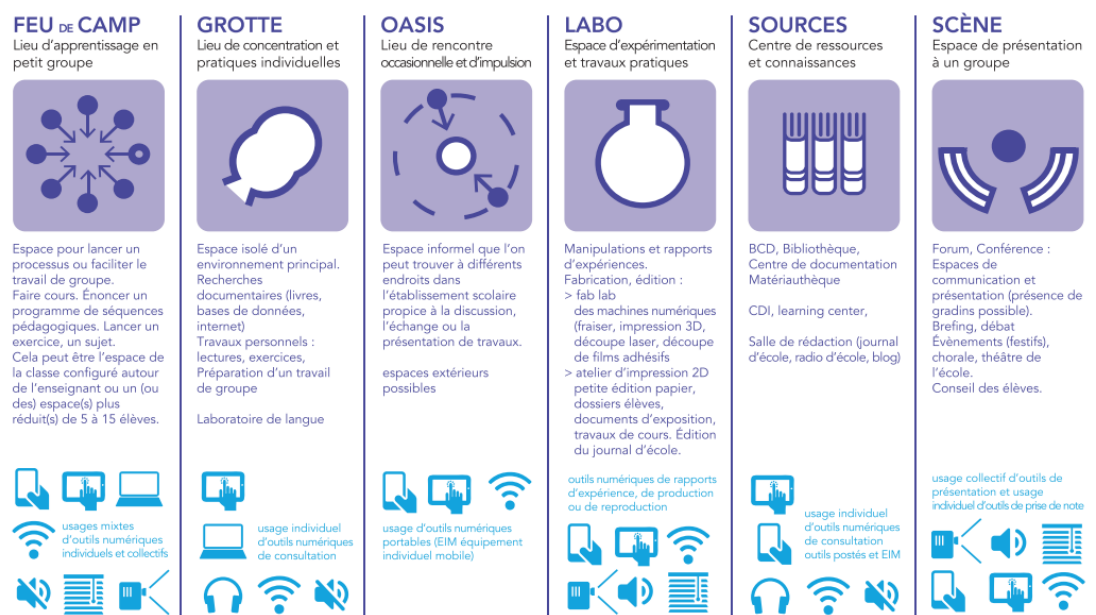 FEU DE CAMP
Lieu d'apprentissage en
petit groupe
Espace pour lancer un
processus ou faciliter le
travail de groupe.
Faire cours. Énoncer un
programme de séquences
pédagogiques. Lancer un
exercice, un sujet.
Cela peut être l'espace de
la classe configuré autour
de l'enseignant ou un (ou
des) espace(s) plus
réduit(s) de 5 à 15 élèves.
usages mixtes
d'outils numériques
individuels et collectifs
GROTTE
Lieu de concentration et
pratiques individuelles
Espace isolé d'un
environnement principal.
Recherches
documentaires (livres,
bases de données,
internet)
Travaux personnels :
lectures, exercices,
Préparation d'un travail
de groupe
Laboratoire de langue
usage individuel
d'outils numériques
de consultation
OASIS
Lieu de rencontre
occasionnelle et d'impulsion
Espace informel que l'on
peut trouver à différents
endroits dans
l'établissement scolaire
propice à la discussion,
l'échange ou la
présentation de travaux.
espaces extérieurs
possibles
usage d'outils numériques
portables (EIM équipement
individuel mobile)
LABO
Espace d'expérimentation
et travaux pratiques
Manipulations et rapports
d'expériences.
Fabrication, édition :
> fab lab
des machines numériques
(fraiser, impression 3D,
découpe laser, découpe
de films adhésifs
> atelier d'impression 2D
petite édition papier,
dossiers élèves,
documents d'exposition,
travaux de cours. Édition
du journal d'école.
outils numériques de rapports
d'expérience, de production
ou de reproduction
SOURCES
Centre de ressources
et connaissances
BCD, Bibliothèque,
Centre de documentation
Matériauthèque
CDI, learning center,
Salle de rédaction (journal
d'école, radio d'école, blog)
usage individuel
d'outils numériques
de consultation
outils postés et EIM
SCÈNE
Espace de présentation
à un groupe
Forum, Conférence :
Espaces de
communication et
présentation (présence de
gradins possible).
Brefing, débat
Évènements (festifs),
chorale, théâtre de
l'école.
Conseil des élèves.
usage collectif d'outils de
présentation et usage
individuel d'outils de prise de note